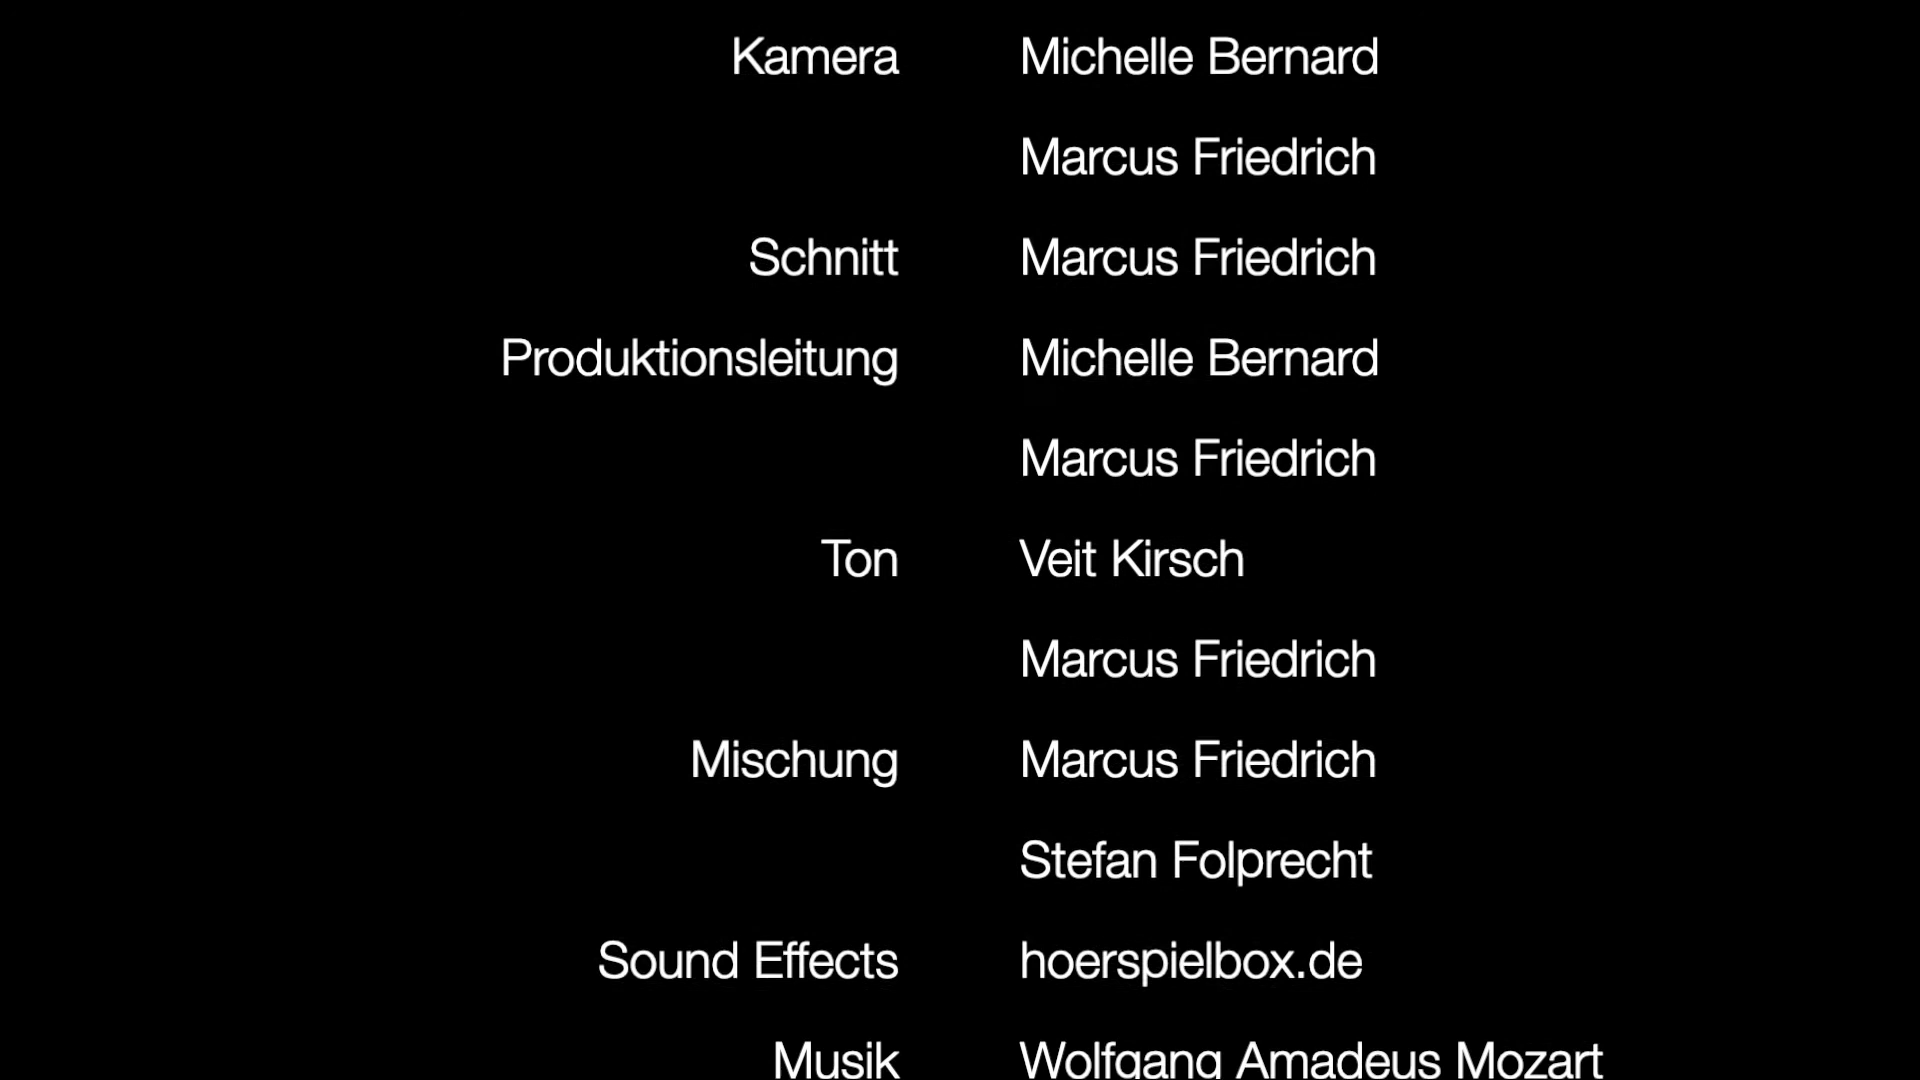 Kamera Michelle Bernard
Marcus Friedrich
Schnitt Marcus Friedrich
Produktionsleitung Michelle Bernard
Marcus Friedrich
Ton Veit Kirsch
Marcus Friedrich
Mischung Marcus Friedrich
Stefan Folprecht
Sound Effects hoerspielbox.de
Musik Wolfgang Amadeus Mozart